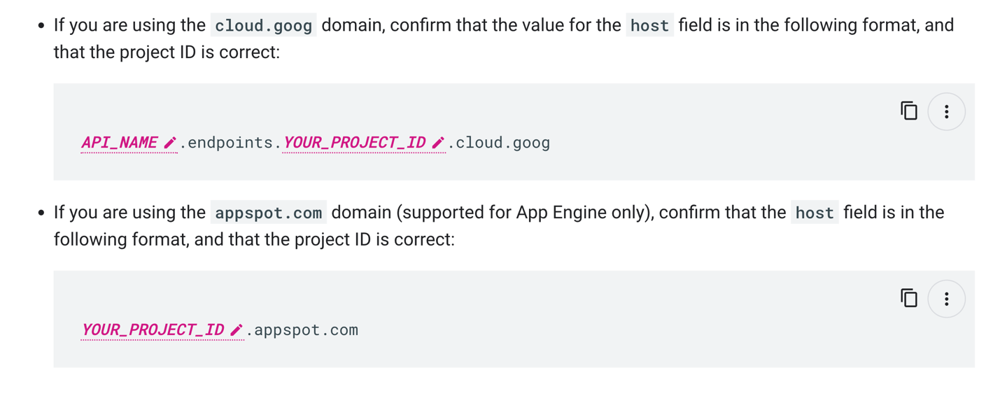 If you are using the cloud.goog domain, confirm that the value for the host field is in the following format, and
that the project ID is correct:
API_NAME.endpoints.YOUR_PROJECT_ID.cloud.goog
If you are using the appspot.com domain (supported for App Engine only), confirm that the host field is in the
following format, and that the project ID is correct:
YOUR_PROJECT_ID.appspot.com